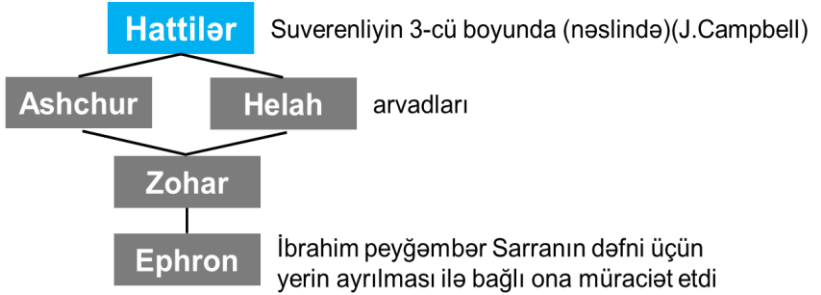 Hattilər Suverenliyin 3-cü boyunda (nəslində)(J.Campbell)
Ashchur Helah arvadları
Zohar
Ephron İbrahim peyğəmbər Sarranın dəfni üçün
yerin ayrılması ilə bağlı ona müraciət etdi